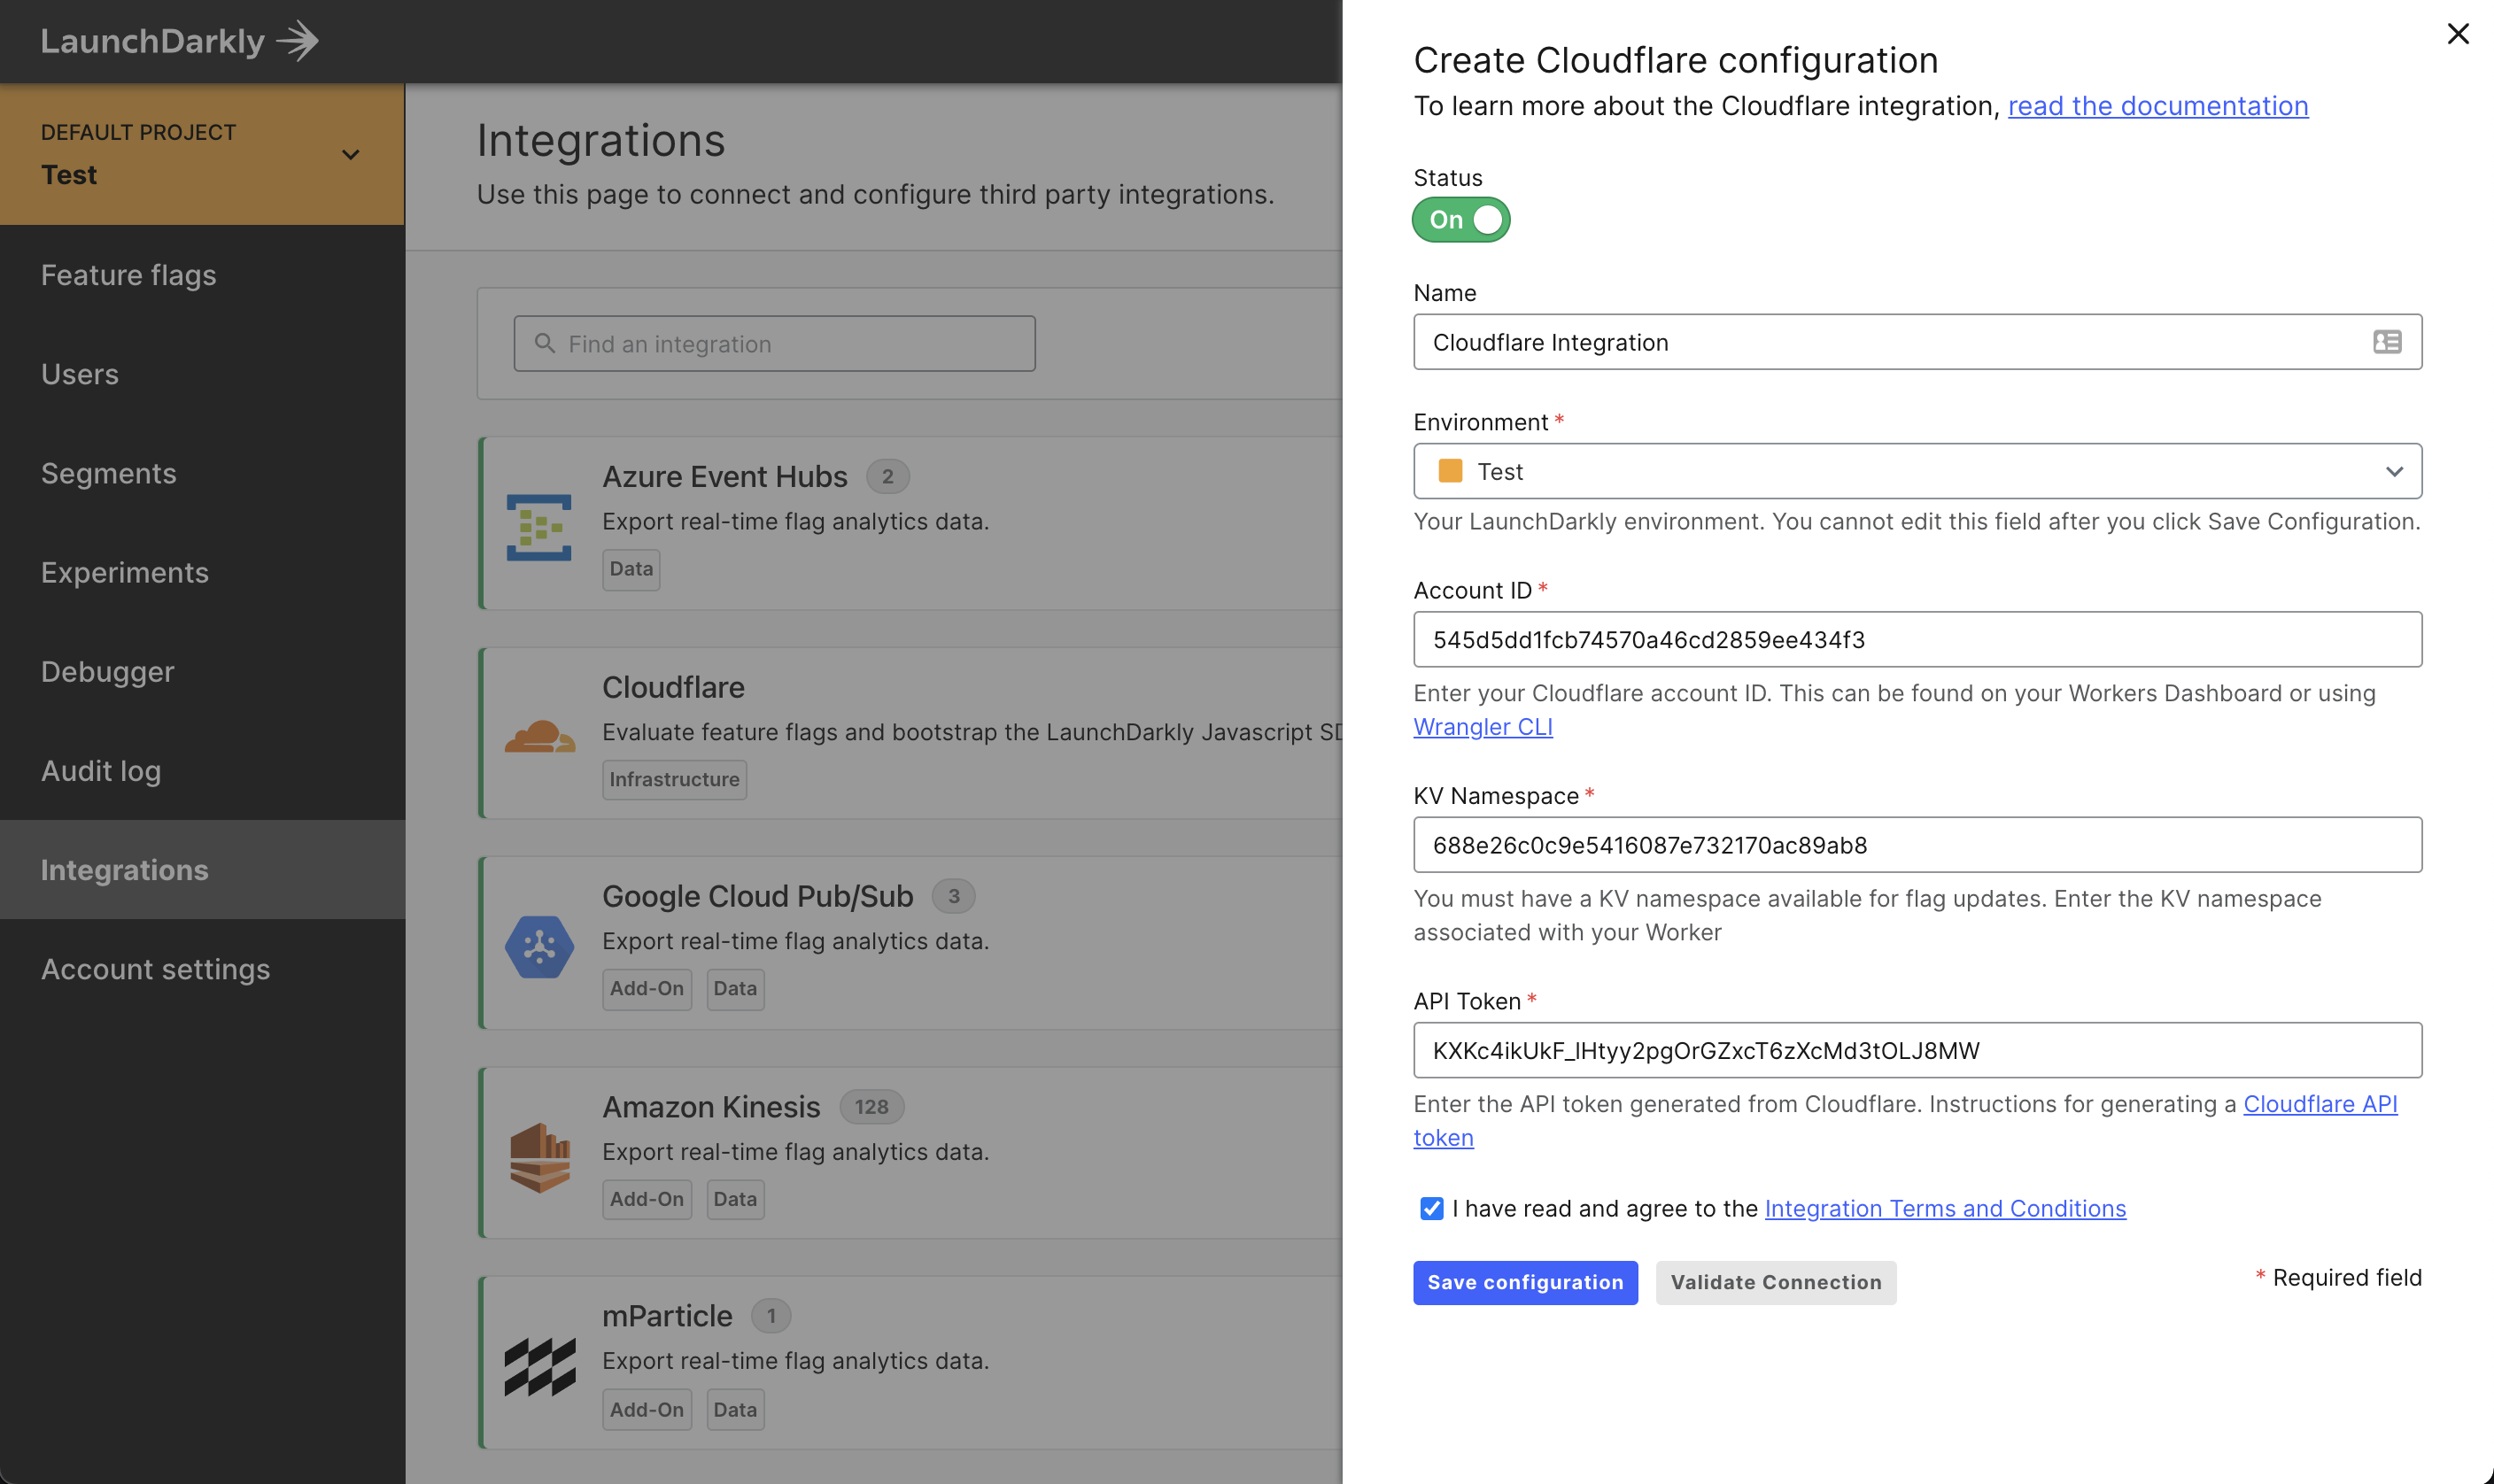 LaunchDarkly
DEFAULT PROJECT
Test
Feature flags
Users
Segments
Experiments
Debugger
Audit log
Integrations
Account settings
Integrations
Use this page to connect and configure third party integrations.
Find an integration
Azure Event Hubs 2
Export real-time flag analytics data.
Data
Cloudflare
Evaluate feature flags and bootstrap the LaunchDarkly Javascript SD
Infrastructure
Google Cloud Pub/Sub 3
Export real-time flag analytics data.
Add-On Data
Amazon Kinesis 128
Export real-time flag analytics data.
Add-On Data
mParticle 1
Export real-time flag analytics data.
Add-On Data
Create Cloudflare configuration
To learn more about the Cloudflare integration, read the documentation
Status
On
Name
Cloudflare Integration
Environment *
Test
Your LaunchDarkly environment. You cannot edit this field after you click Save Configuration.
Account ID *
545d5dd1fcb74570a46cd2859ee434f3
Enter your Cloudflare account ID. This can be found on your Workers Dashboard or using
Wrangler CLI
KV Namespace *
688e26c0c9e5416087e732170ac89ab8
You must have a KV namespace available for flag updates. Enter the KV namespace
associated with your Worker
API Token *
KXKc4ikUkF_lHtyy2pgOrGZxcT6zXcMd3tOLJ8MW
Enter the API token generated from Cloudflare. Instructions for generating a Cloudflare API
token
I have read and agree to the Integration Terms and Conditions
Save configuration Validate Connection
* Required field